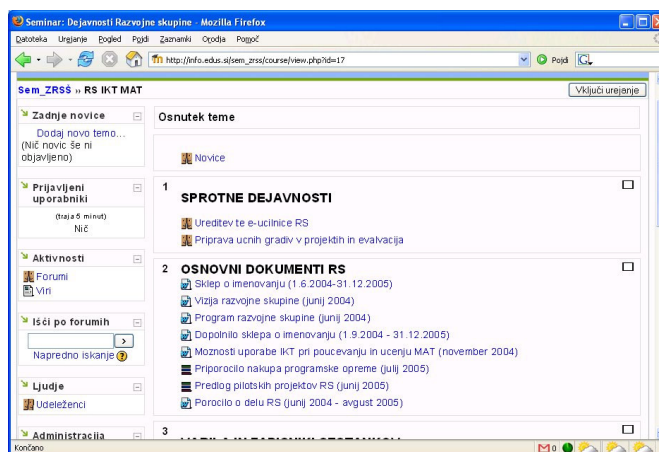 Seminar: Dejavnosti Razvojne skupine - Mozilla Firefox
Datoteka Urejanje Pogled Pojdi Zaznamki Orodja Pomoč
http://info.edus.si/sem_zrss/course/view.php?id=17
Pojdi
Sem_ZRSŠ » RS IKT MAT
Vključi urejanje
Zadnje novice
Dodaj novo temo...
(Nič novic še ni
objavljeno)
Prijavljeni
uporabniki
(traja 5 minut)
Nič
Aktivnosti
Forumi
Viri
Išči po forumih
>
Napredno iskanje
Ljudje
Udeleženci
Administracija
Osnutek teme
Novice
1
SPROTNE DEJAVNOSTI
Ureditev te e-ucilnice RS
Priprava ucnih gradiv v projektih in evalvacija
2
OSNOVNI DOKUMENTI RS
Sklep o imenovanju (1.6.2004-31.12.2005)
Vizija razvojne skupine (junij 2004)
Program razvojne skupine (junij 2004)
Dopolnilo sklepa o imenovanju (1.9.2004 - 31.12.2005)
Moznosti uporabe IKT pri poucevanju in ucenju MAT (november 2004)
Priporocilo nakupa programske opreme (julij 2005)
Predlog pilotskih projektov RS (junij 2005)
Porocilo o delu RS (junij 2004 - avgust 2005)
3
Končano
0